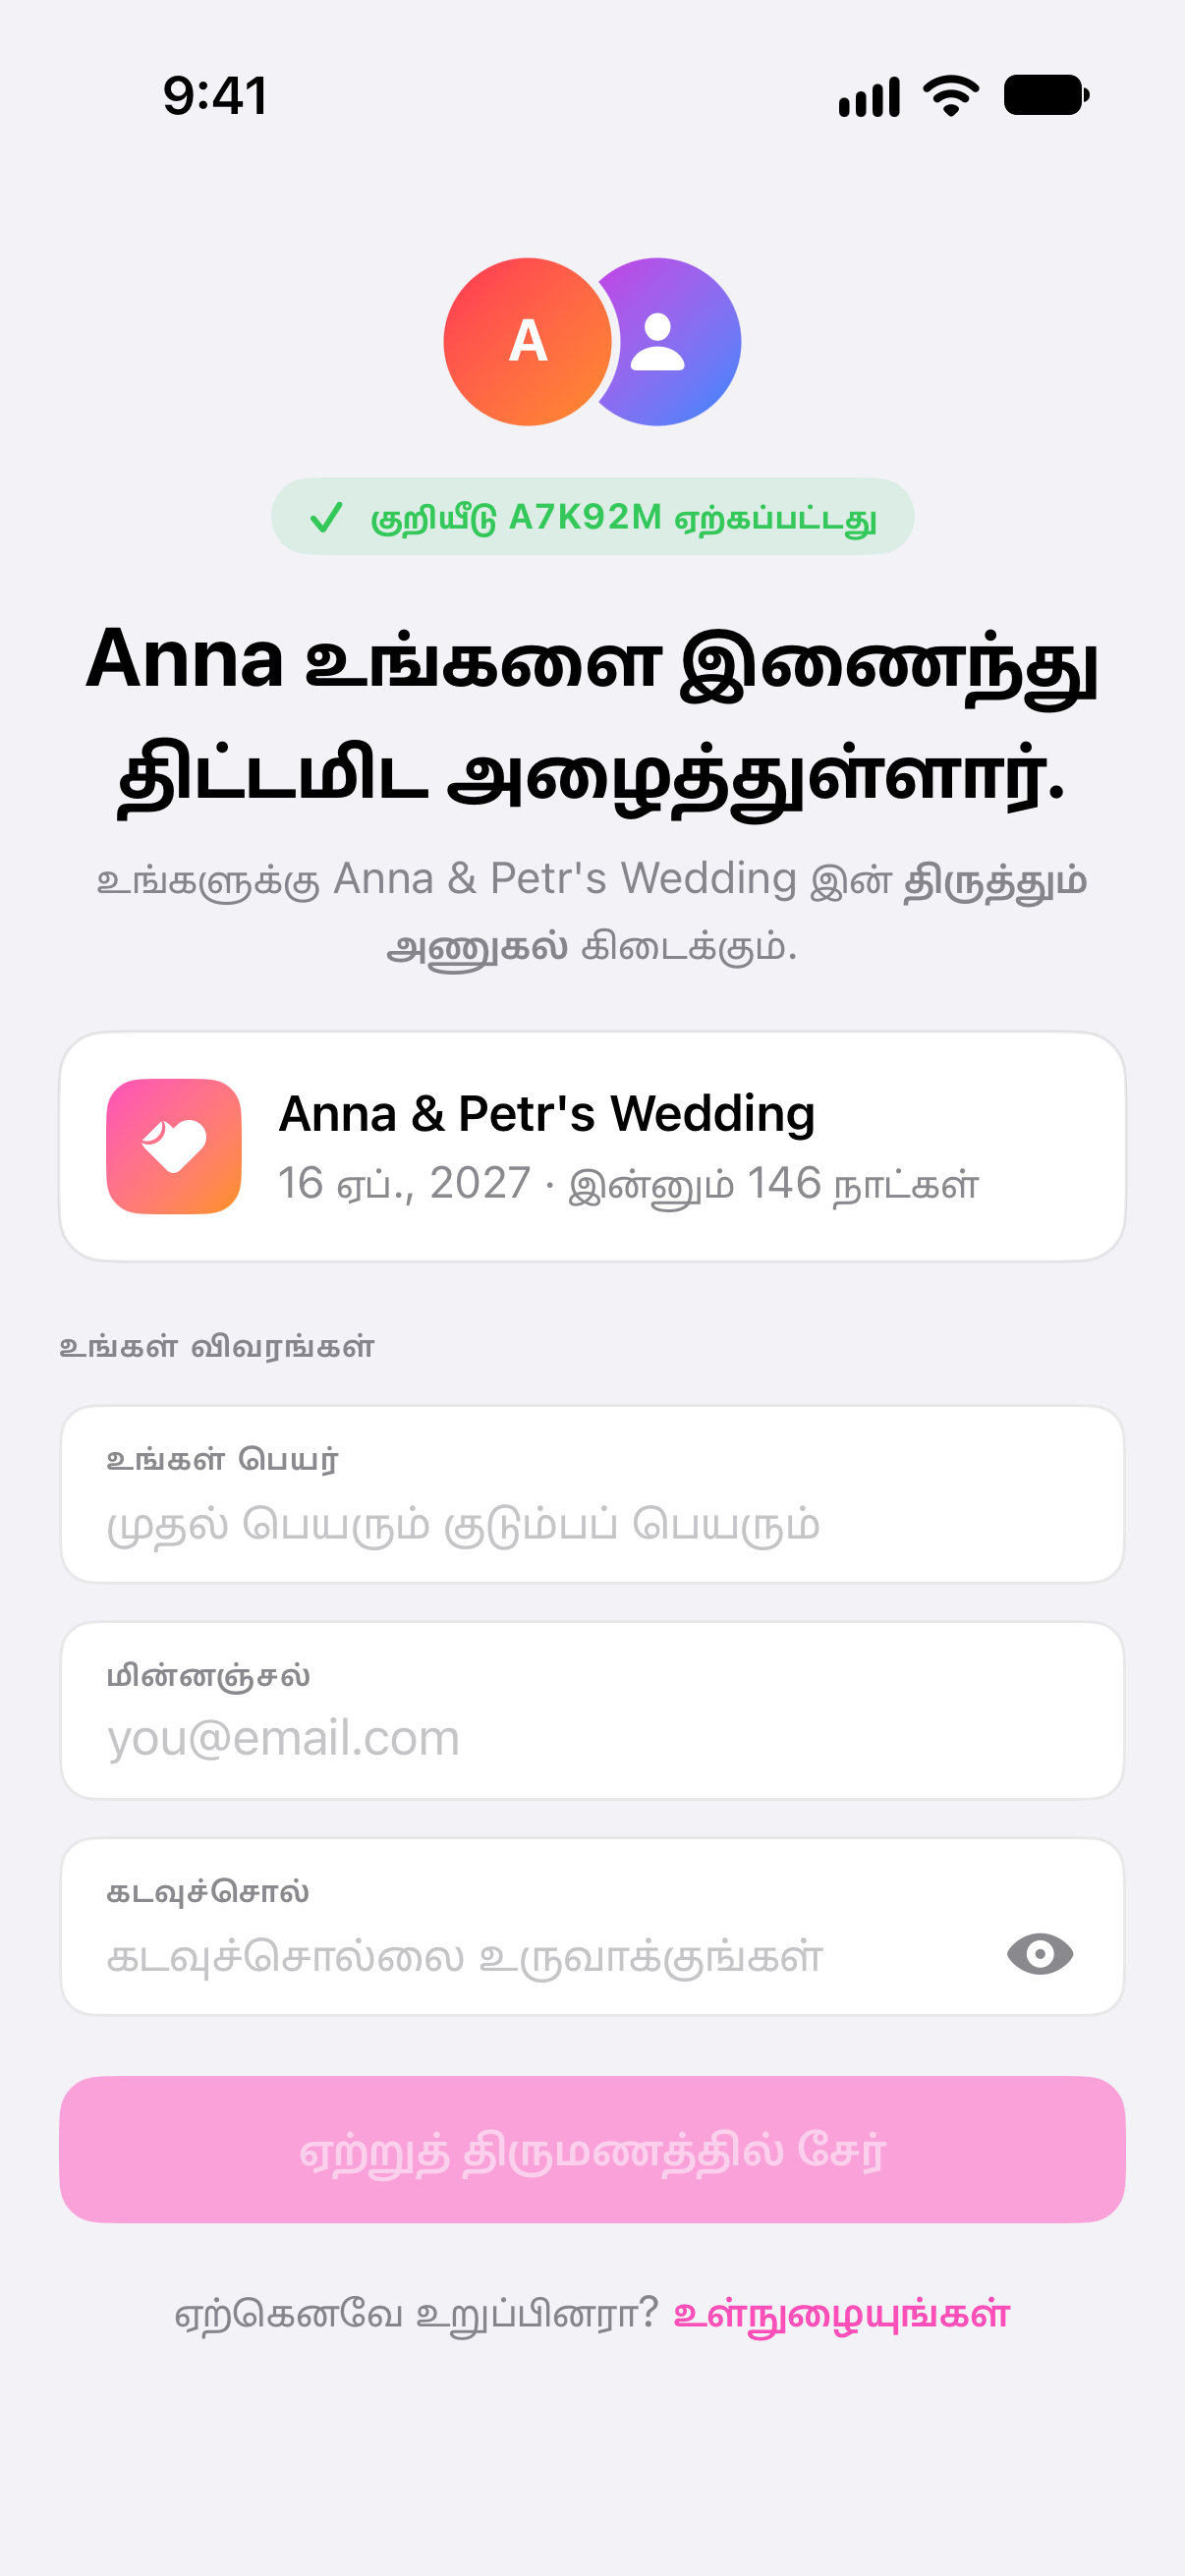 9:41
A
குறியீடு A7K92M ஏற்கப்பட்டது
Anna உங்களை இணைந்து
திட்டமிட அழைத்துள்ளார்.
உங்களுக்கு Anna & Petr's Wedding இன் திருத்தும்
அணுகல் கிடைக்கும்.
Anna & Petr's Wedding
16 ஏப்., 2027 · இன்னும் 146 நாட்கள்
உங்கள் விவரங்கள்
உங்கள் பெயர்
முதல் பெயரும் குடும்பப் பெயரும்
மின்னஞ்சல்
you@email.com
கடவுச்சொல்
கடவுச்சொல்லை உருவாக்குங்கள்
ஏற்றுத் திருமணத்தில் சேர்
ஏற்கெனவே உறுப்பினரா? உள்நுழையுங்கள்